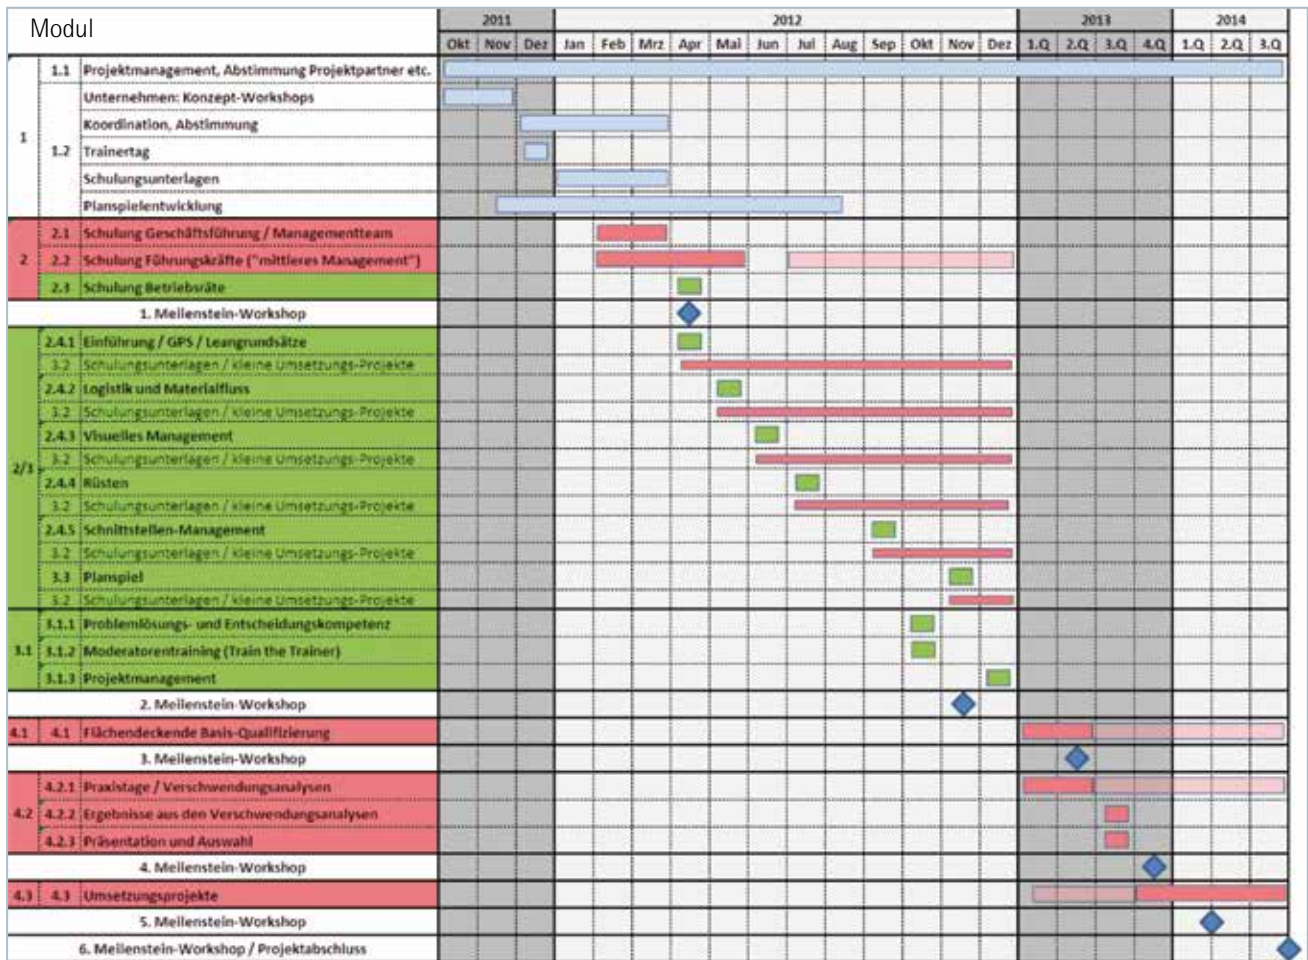 Modul
2011 2012 2013 2014
Okt Nov Dez Jan Feb Mrz Apr Mai Jun Jul Aug Sep Okt Nov Dez 1.Q 2.Q 3.Q 4.Q 1.Q 2.Q 3.Q
1
1.1 Projektmanagement, Abstimmung Projektpartner etc.
1.2
Unternehmen: Konzept-Workshops
Koordination, Abstimmung
Trainertag
Schulungsunterlagen
Planspielentwicklung
2
2.1 Schulung Geschäftsführung / Managementteam
2.2 Schulung Führungskräfte ("mittleres Management")
2.3 Schulung Betriebsräte
1. Meilenstein-Workshop
2/3
2.4.1 Einführung / GPS / Leangrundsätze
3.2 Schulungsunterlagen / kleine Umsetzungs-Projekte
2.4.2 Logistik und Materialfluss
3.2 Schulungsunterlagen / kleine Umsetzungs-Projekte
2.4.3 Visuelles Management
3.2 Schulungsunterlagen / kleine Umsetzungs-Projekte
2.4.4 Rüsten
3.2 Schulungsunterlagen / kleine Umsetzungs-Projekte
2.4.5 Schnittstellen-Management
3.2 Schulungsunterlagen / kleine Umsetzungs-Projekte
3.3 Planspiel
3.2 Schulungsunterlagen / kleine Umsetzungs-Projekte
3.1
3.1.1 Problemlösungs- und Entscheidungskompetenz
3.1.2 Moderatorentraining (Train the Trainer)
3.1.3 Projektmanagement
2. Meilenstein-Workshop
4.1 4.1 Flächendeckende Basis-Qualifizierung
3. Meilenstein-Workshop
4.2
4.2.1 Praxistage / Verschwendungsanalysen
4.2.2 Ergebnisse aus den Verschwendungsanalysen
4.2.3 Präsentation und Auswahl
4. Meilenstein-Workshop
4.3 4.3 Umsetzungsprojekte
5. Meilenstein-Workshop
6. Meilenstein-Workshop / Projektabschluss